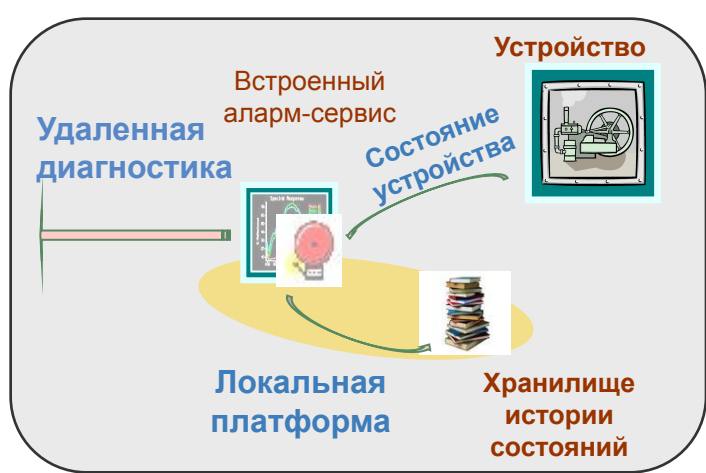 Устройство
Встроенный
аларм-сервис
Удаленная
диагностика
Состояние
устройства
Локальная
платформа
Хранилище
истории
состояний